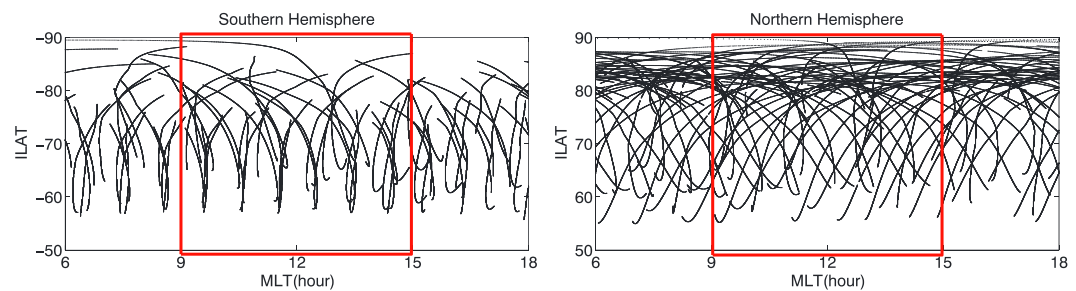 Southern Hemisphere
−90
−80
−70
−60
−50
ILAT
6 9 12 15 18
MLT(hour)
Northern Hemisphere
90
−80
−70
−60
50
ILAT
6 9 12 15 18
MLT(hour)